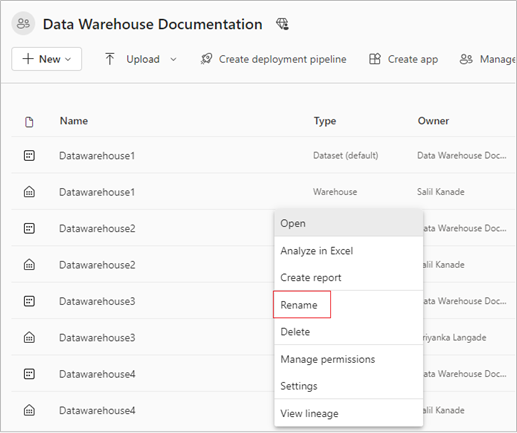 Data Warehouse Documentation
New Upload Create deployment pipeline Create app Manage
Name Type Owner
Datawarehouse1 Dataset (default) Data Warehouse Doc...
Datawarehouse1 Warehouse Salil Kanade
Datawarehouse2 Open ata Warehouse Doc...
Analyze in Excel
Datawarehouse2 alil Kanade
Create report
Datawarehouse3 Rename ata Warehouse Doc...
Datawarehouse3 Delete riyanka Langade
Manage permissions
Datawarehouse4 ata Warehouse Doc...
Settings
Datawarehouse4 View lineage alil Kanade